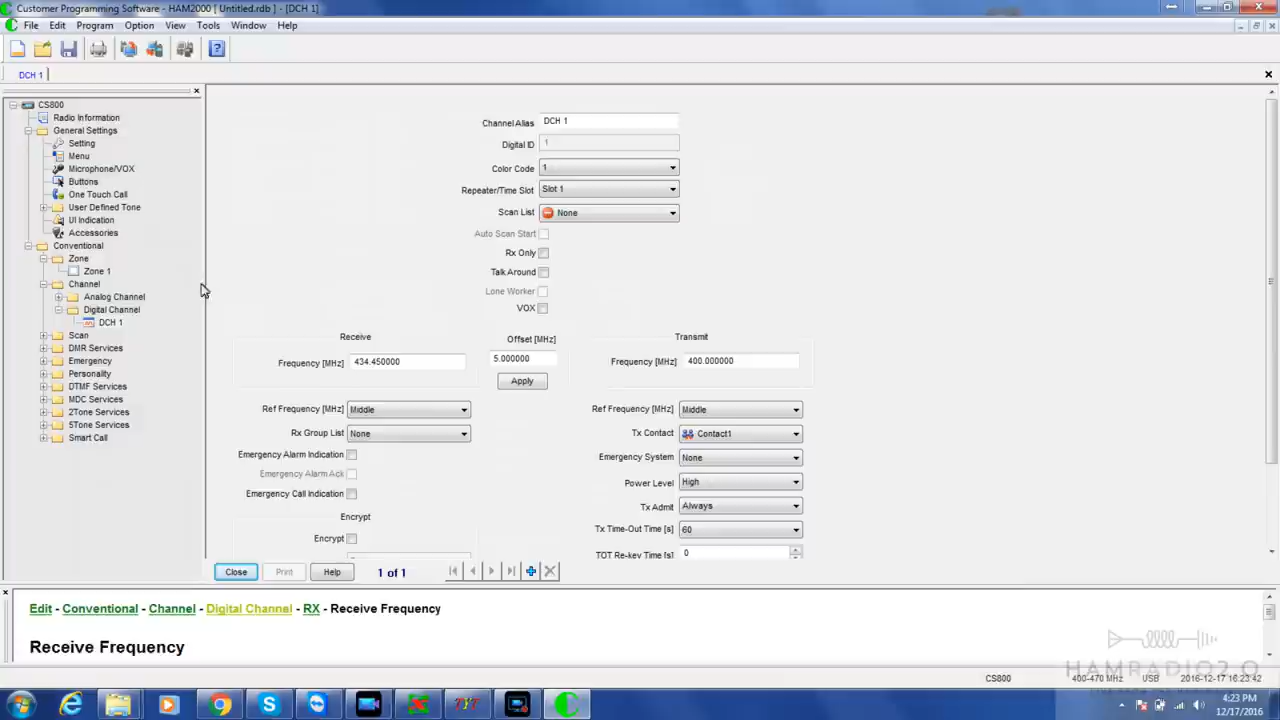 Customer Programming Software - HAM2000 [ Untitled.rdb ] - [DCH 1]
File Edit Program Option View Tools Window Help
DCH 1
CS800
Radio Information
General Settings
Setting
Menu
Microphone/VOX
Buttons
One Touch Call
User Defined Tone
UI Indication
Accessories
Conventional
Zone
Zone 1
Channel
Analog Channel
Digital Channel
DCH 1
Scan
DMR Services
Emergency
Personality
DTMF Services
MDC Services
2Tone Services
5Tone Services
Smart Call
Channel Alias DCH 1
Digital ID 1
Color Code 1
Repeater/Time Slot Slot 1
Scan List None
Auto Scan Start
Rx Only
Talk Around
Lone Worker
VOX
Receive Offset [MHz] Transmit
Frequency [MHz] 434.450000 5.000000 Frequency [MHz] 400.000000
Apply
Ref Frequency [MHz] Middle Ref Frequency [MHz] Middle
Rx Group List None Tx Contact Contact1
Emergency Alarm Indication Emergency System None
Emergency Alarm Ack Power Level High
Emergency Call Indication Tx Admit Always
Encrypt Tx Time-Out Time [s] 60
Encrypt TOT Re-key Time [s] 0
Close Print Help 1 of 1
Edit - Conventional - Channel - Digital Channel - RX - Receive Frequency
Receive Frequency
HAMRADIO2.0
CS800 400-470 MHz USB 2016-12-17 16:23:42
TYT
4:23 PM
12/17/2016